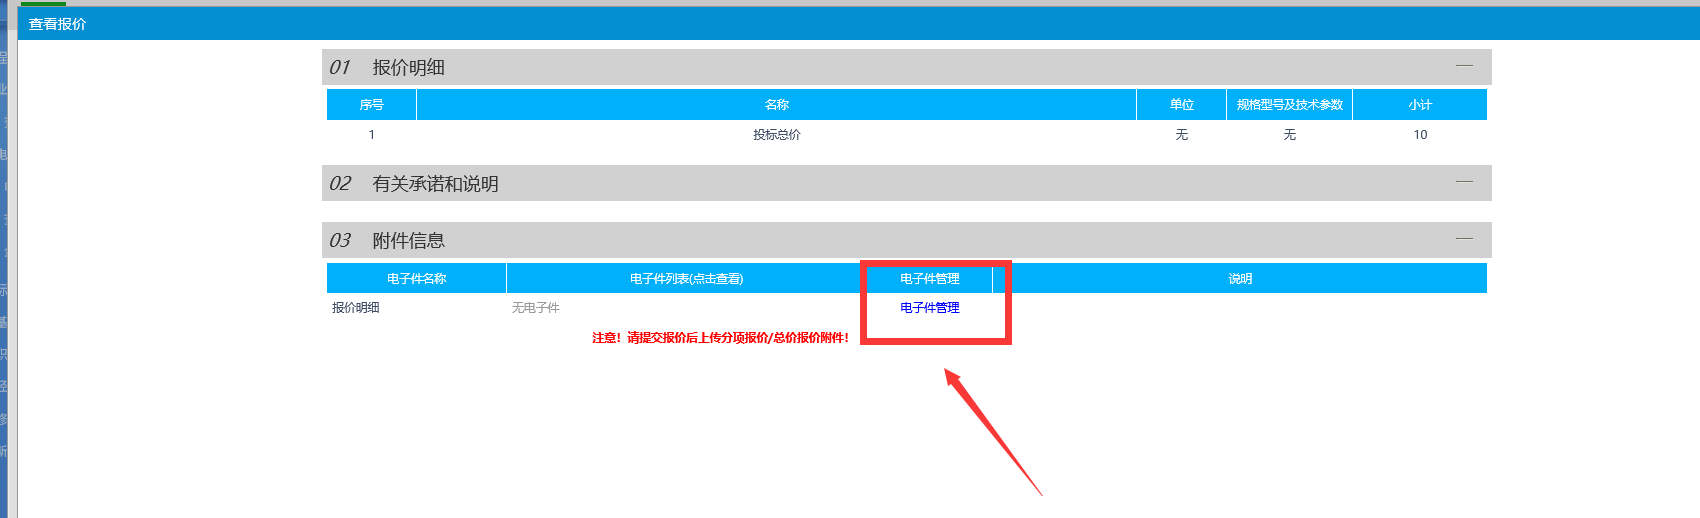 查看报价
01 报价明细
序号 名称 单位 规格型号及技术参数 小计
1 投标总价 无 无 10
02 有关承诺和说明
03 附件信息
电子件名称 电子件列表(点击查看) 电子件管理 说明
报价明细 无电子件 电子件管理
注意！请提交报价后上传分项报价/总价报价附件！